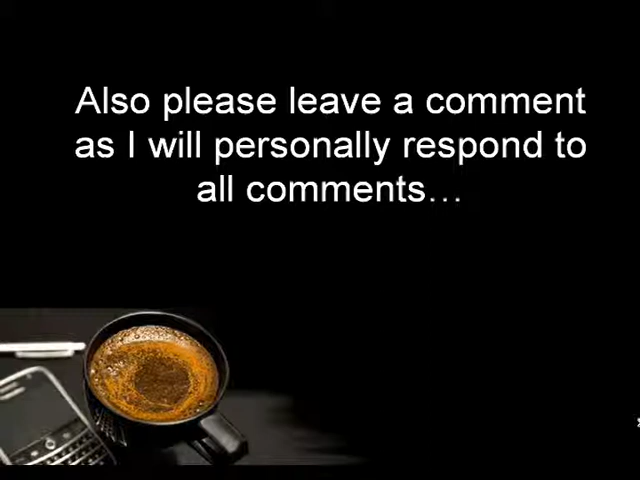 Also please leave a comment
as I will personally respond to
all comments…